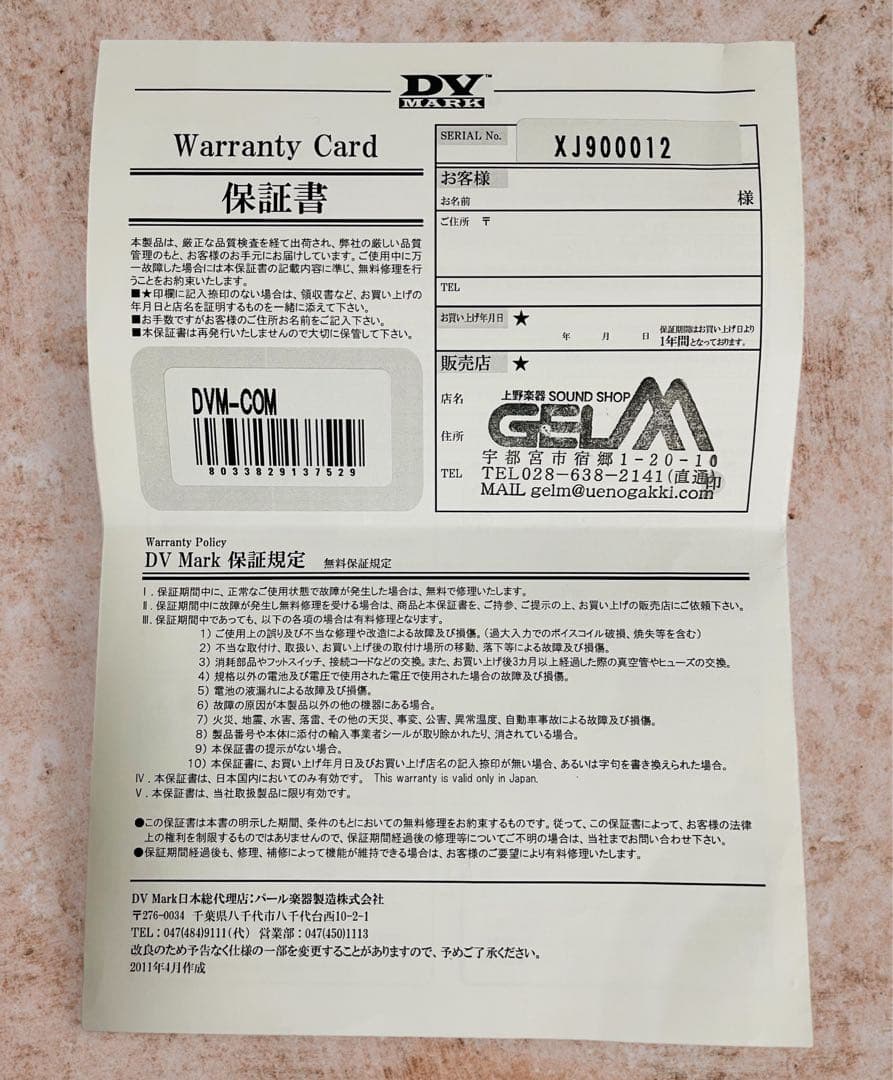 DV™
MARK
Warranty Card
保証書
本製品は、厳正な品質検査を経て出荷され、弊社の厳しい品質
管理のもと、お客様のお手元にお届けしています。ご使用中に万
一故障した場合には本保証書の記載内容に準じ、無料修理を行
うことをお約束いたします。
■★印欄に記入捺印のない場合は、領収書など、お買い上げの
年月日と店名を証明するものを一緒に添えて下さい。
■お手数ですがお客様のご住所お名前をご記入下さい。
■本保証書は再発行いたしませんので大切に保管して下さい。
DVM-COM
8033829137529
SERIAL No. XJ900012
お客様
お名前 様
ご住所 〒
TEL
お買い上げ年月日 ★
年 月 日 保証期間はお買い上げ日より
1年間となっております。
販売店 ★
店名 上野楽器 SOUND SHOP
GELM
住所 宇都宮市宿郷1-20-10
TEL TEL028-638-2141(直通)
印
MAIL gelm@uenogakki.com
Warranty Policy
DV Mark 保証規定 無料保証規定
Ⅰ．保証期間中に、正常なご使用状態で故障が発生した場合は、無料で修理いたします。
Ⅱ．保証期間中に故障が発生し無料修理を受ける場合は、商品と本保証書を、ご持参、ご提示の上、お買い上げの販売店にご依頼下さい。
Ⅲ．保証期間中であっても、以下の各項の場合は有料修理となります。
1）ご使用上の誤り及び不当な修理や改造による故障及び損傷。（過大入力でのボイスコイル破損、焼失等を含む）
2）不当な取付け、取扱い、お買い上げ後の取付け場所の移動、落下等による故障及び損傷。
3）消耗部品やフットスイッチ、接続コードなどの交換。また、お買い上げ後3カ月以上経過した際の真空管やヒューズの交換。
4）規格以外の電池及び電圧で使用された電圧で使用された場合の故障及び損傷。
5）電池の液漏れによる故障及び損傷。
6）故障の原因が本製品以外の他の機器にある場合。
7）火災、地震、水害、落雷、その他の天災、事変、公害、異常温度、自動車事故による故障及び損傷。
8）製品番号や本体に添付の輸入事業者シールが取り除かれたり、消されている場合。
9）本保証書の提示がない場合。
10）本保証書に、お買い上げ年月日及びお買い上げ店名の記入捺印が無い場合、あるいは字句を書き換えられた場合。
Ⅳ．本保証書は、日本国内においてのみ有効です。 This warranty is valid only in Japan.
Ⅴ．本保証書は、当社取扱製品に限り有効です。
●この保証書は本書の明示した期間、条件のもとにおいての無料修理をお約束するものです。従って、この保証書によって、お客様の法律
上の権利を制限するものではありませんので、保証期間経過後の修理等についてご不明の場合は、当社までお問い合わせ下さい。
●保証期間経過後も、修理、補修によって機能が維持できる場合は、お客様のご要望により有料修理いたします。
DV Mark日本総代理店：パール楽器製造株式会社
〒276-0034 千葉県八千代市八千代台西10-2-1
TEL：047(484)9111（代） 営業部：047(450)1113
改良のため予告なく仕様の一部を変更することがありますので、予めご了承ください。
2011年4月作成